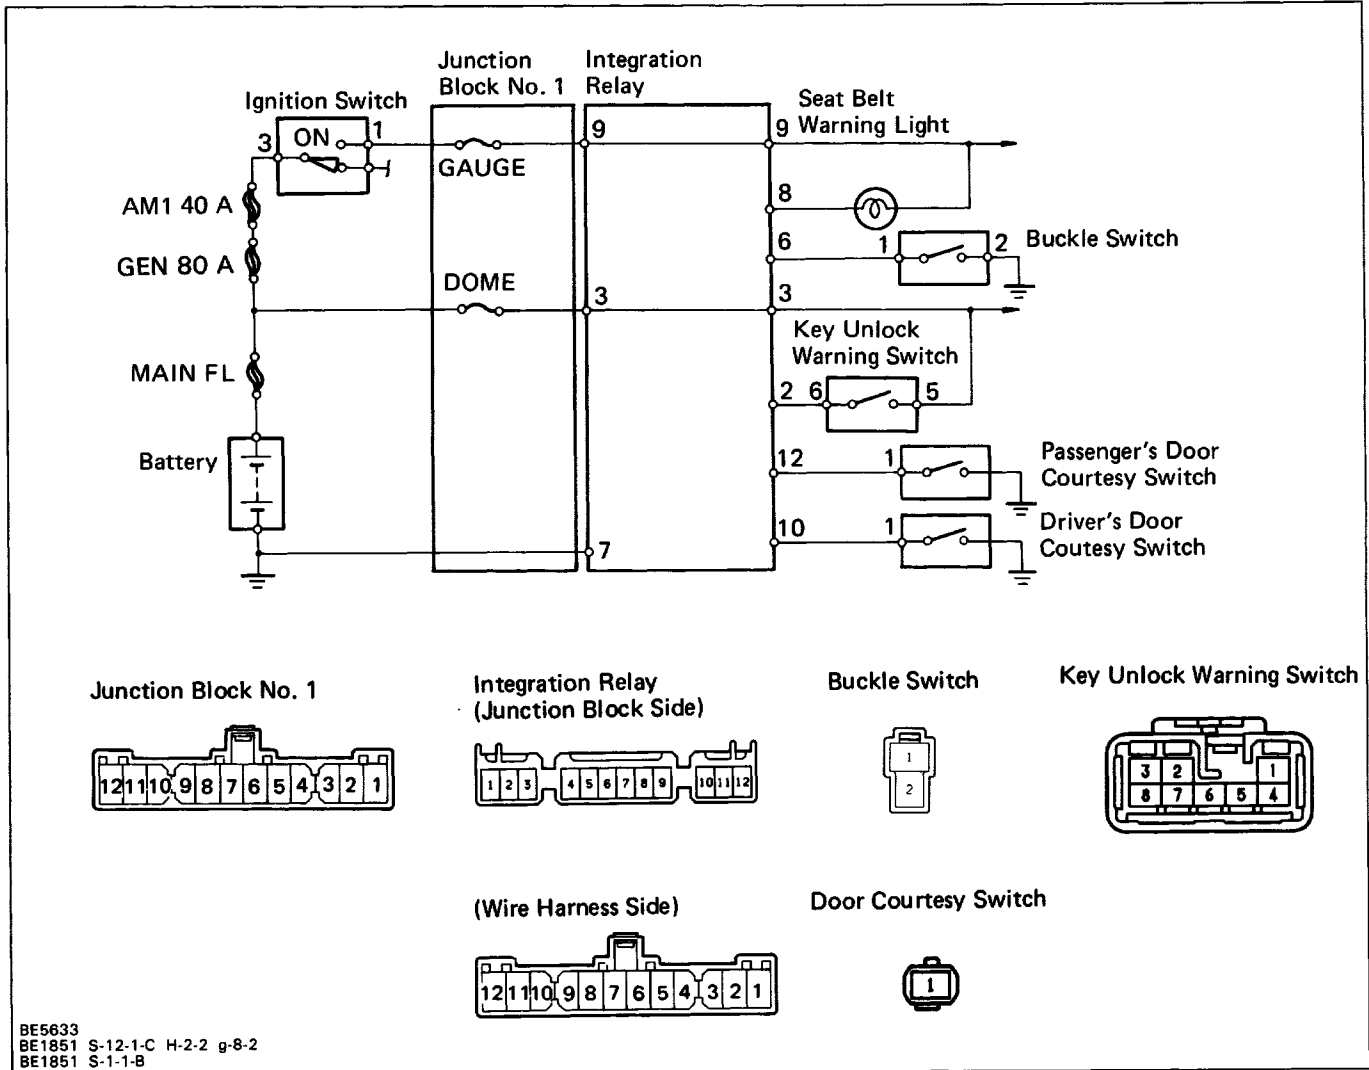 Junction
Block No. 1
Integration
Relay
Ignition Switch
Seat Belt
Warning Light
3
ON
1
GAUGE
9
9
AM1 40 A
8
GEN 80 A
6
1
2
Buckle Switch
DOME
3
3
Key Unlock
Warning Switch
MAIN FL
2
6
5
Battery
12
1
Passenger's Door
Courtesy Switch
10
1
Driver's Door
Coutesy Switch
7
Junction Block No. 1
12 11 10 9 8 7 6 5 4 3 2 1
Integration Relay
(Junction Block Side)
1 2 3 4 5 6 7 8 9 10 11 12
Buckle Switch
1
2
Key Unlock Warning Switch
3 2 1
8 7 6 5 4
(Wire Harness Side)
12 11 10 9 8 7 6 5 4 3 2 1
Door Courtesy Switch
1
BE5633
BE1851 S-12-1-C H-2-2 g-8-2
BE1851 S-1-1-B